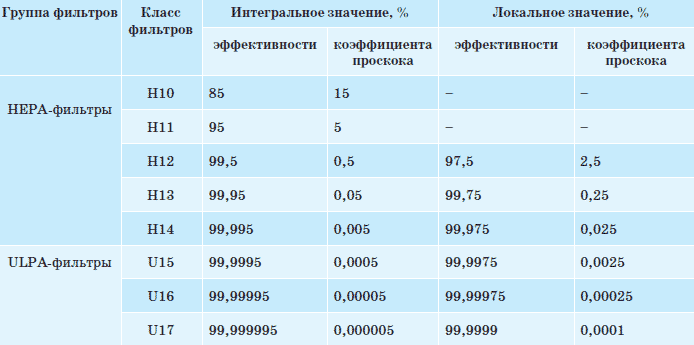 Группа фильтров Класс фильтров Интегральное значение, % Локальное значение, %
эффективности коэффициента проскока эффективности коэффициента проскока
HEPA-фильтры H10 85 15 – –
H11 95 5 – –
H12 99,5 0,5 97,5 2,5
H13 99,95 0,05 99,75 0,25
H14 99,995 0,005 99,975 0,025
ULPA-фильтры U15 99,9995 0,0005 99,9975 0,0025
U16 99,99995 0,00005 99,99975 0,00025
U17 99,999995 0,000005 99,9999 0,0001